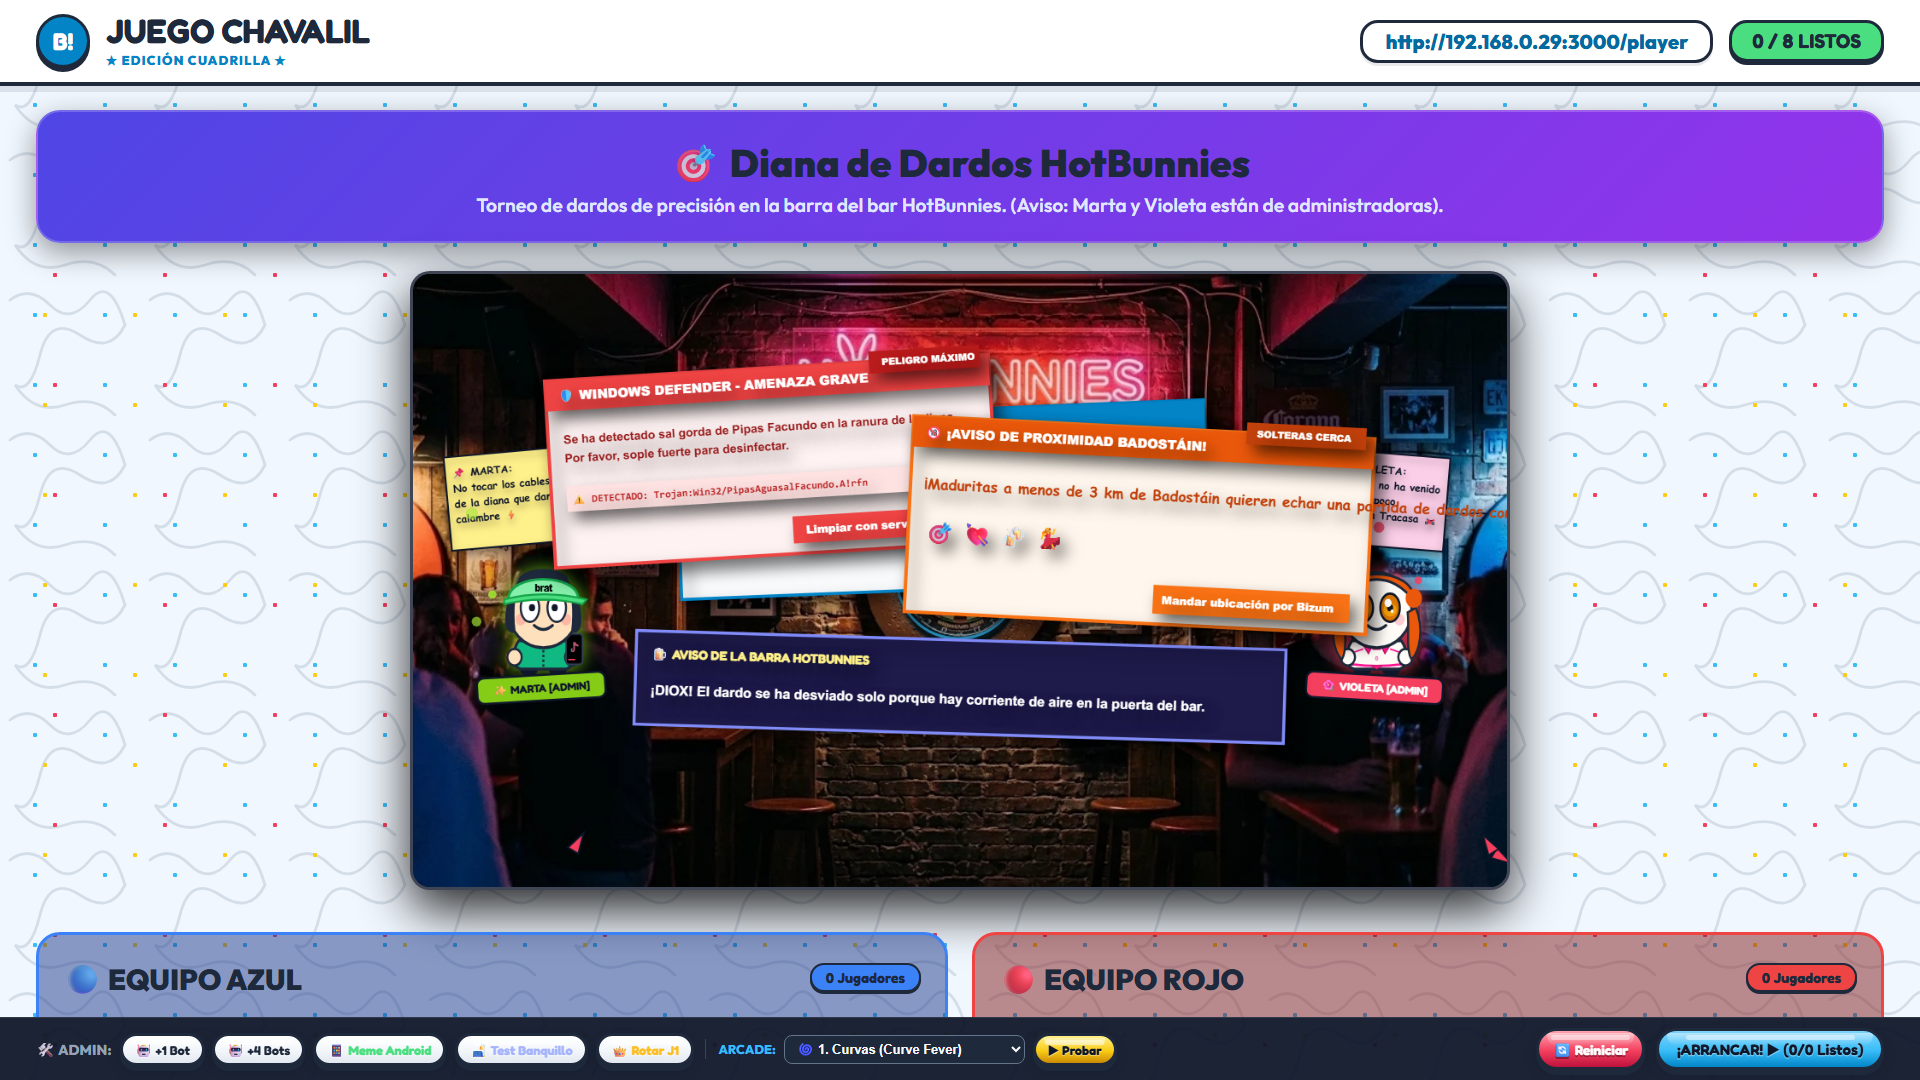 B!
JUEGO CHAVALIL
★ EDICIÓN CUADRILLA ★
http://192.168.0.29:3000/player
0 / 8 LISTOS
Diana de Dardos HotBunnies
Torneo de dardos de precisión en la barra del bar HotBunnies. (Aviso: Marta y Violeta están de administradoras).
NNIES
PELIGRO MÁXIMO
WINDOWS DEFENDER - AMENAZA GRAVE
Se ha detectado sal gorda de Pipas Facundo en la ranura de
Por favor, sople fuerte para desinfectar.
DETECTADO: Trojan:Win32/PipasAguasalFacundo.A!rfn
Limpiar con serv
Corona
SOLTERAS CERCA
¡AVISO DE PROXIMIDAD BADOSTÁIN!
¡Maduritas a menos de 3 km de Badostáin quieren echar una partida de dardos con
Mandar ubicación por Bizum
MARTA:
No tocar los cables
de la diana que dan
calambre
LETA:
no ha venido
poco
Tracasa
brat
MARTA [ADMIN]
VIOLETA [ADMIN]
AVISO DE LA BARRA HOTBUNNIES
¡DIOX! El dardo se ha desviado solo porque hay corriente de aire en la puerta del bar.
EQUIPO AZUL
0 Jugadores
EQUIPO ROJO
0 Jugadores
ADMIN:
+1 Bot
+4 Bots
Meme Android
Test Banquillo
Rotar J1
ARCADE:
1. Curvas (Curve Fever)
▶ Probar
Reiniciar
¡ARRANCAR! ▶ (0/0 Listos)